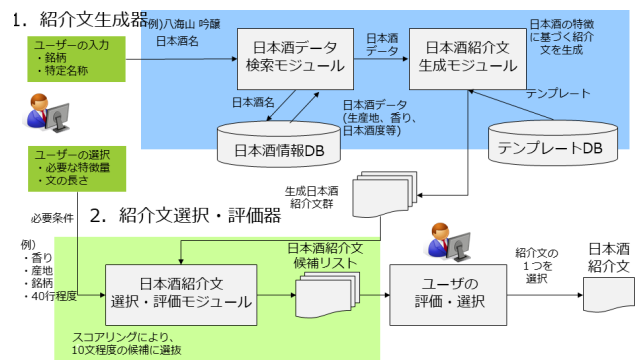 1. 紹介文生成器
例)八海山 吟醸
日本酒名
ユーザーの入力
・銘柄
・特定名称
日本酒データ
検索モジュール
日本酒
データ
日本酒紹介文
生成モジュール
日本酒の特徴
に基づく紹介
文を生成
日本酒名
日本酒データ
(生産地、香り、
日本酒度等)
テンプレート
日本酒情報DB
テンプレートDB
ユーザーの選択
・必要な特徴量
・文の長さ
生成日本酒
紹介文群
必要条件
2. 紹介文選択・評価器
例)
・香り
・産地
・銘柄
・40行程度
日本酒紹介文
選択・評価モジュール
日本酒紹介文
候補リスト
ユーザの
評価・選択
紹介文の
1つを
選択
日本酒
紹介文
スコアリングにより、
10文程度の候補に選抜